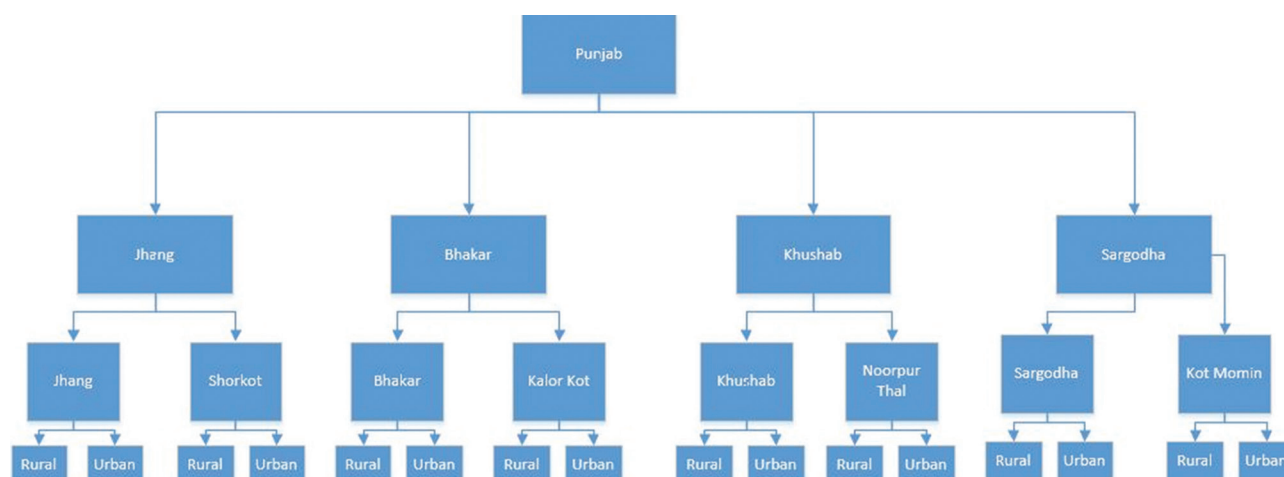 Punjab
Jhang
Bhakar
Khushab
Sargodha
Jhang
Shorkot
Bhakar
Kalor Kot
Khushab
Noorpur
Thal
Sargodha
Kot Momin
Rural
Urban
Rural
Urban
Rural
Urban
Rural
Urban
Rural
Urban
Rural
Urban
Rural
Urban
Rural
Urban